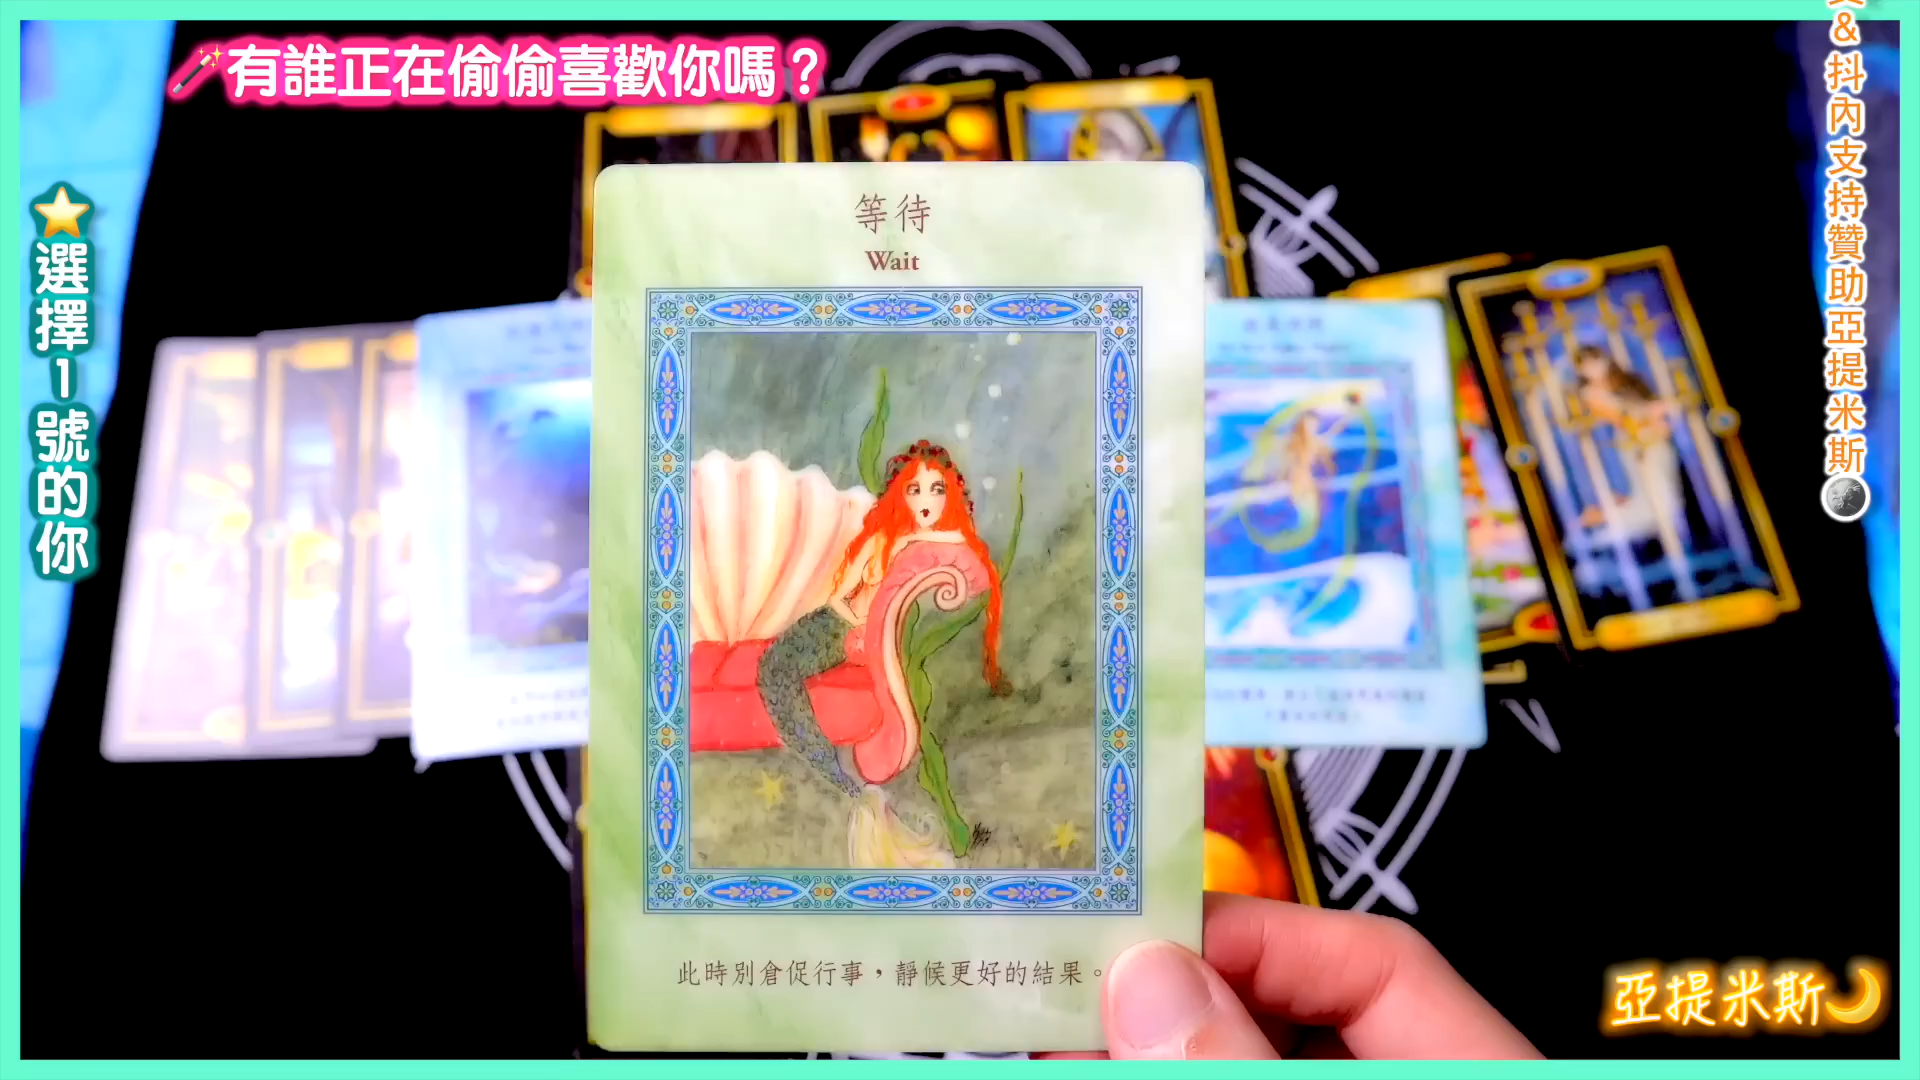 有誰正在偷偷喜歡你嗎？
⭐選擇1號的你
&抖內支持贊助亞提米斯
等待
Wait
此時別倉促行事，靜候更好的結果。
亞提米斯